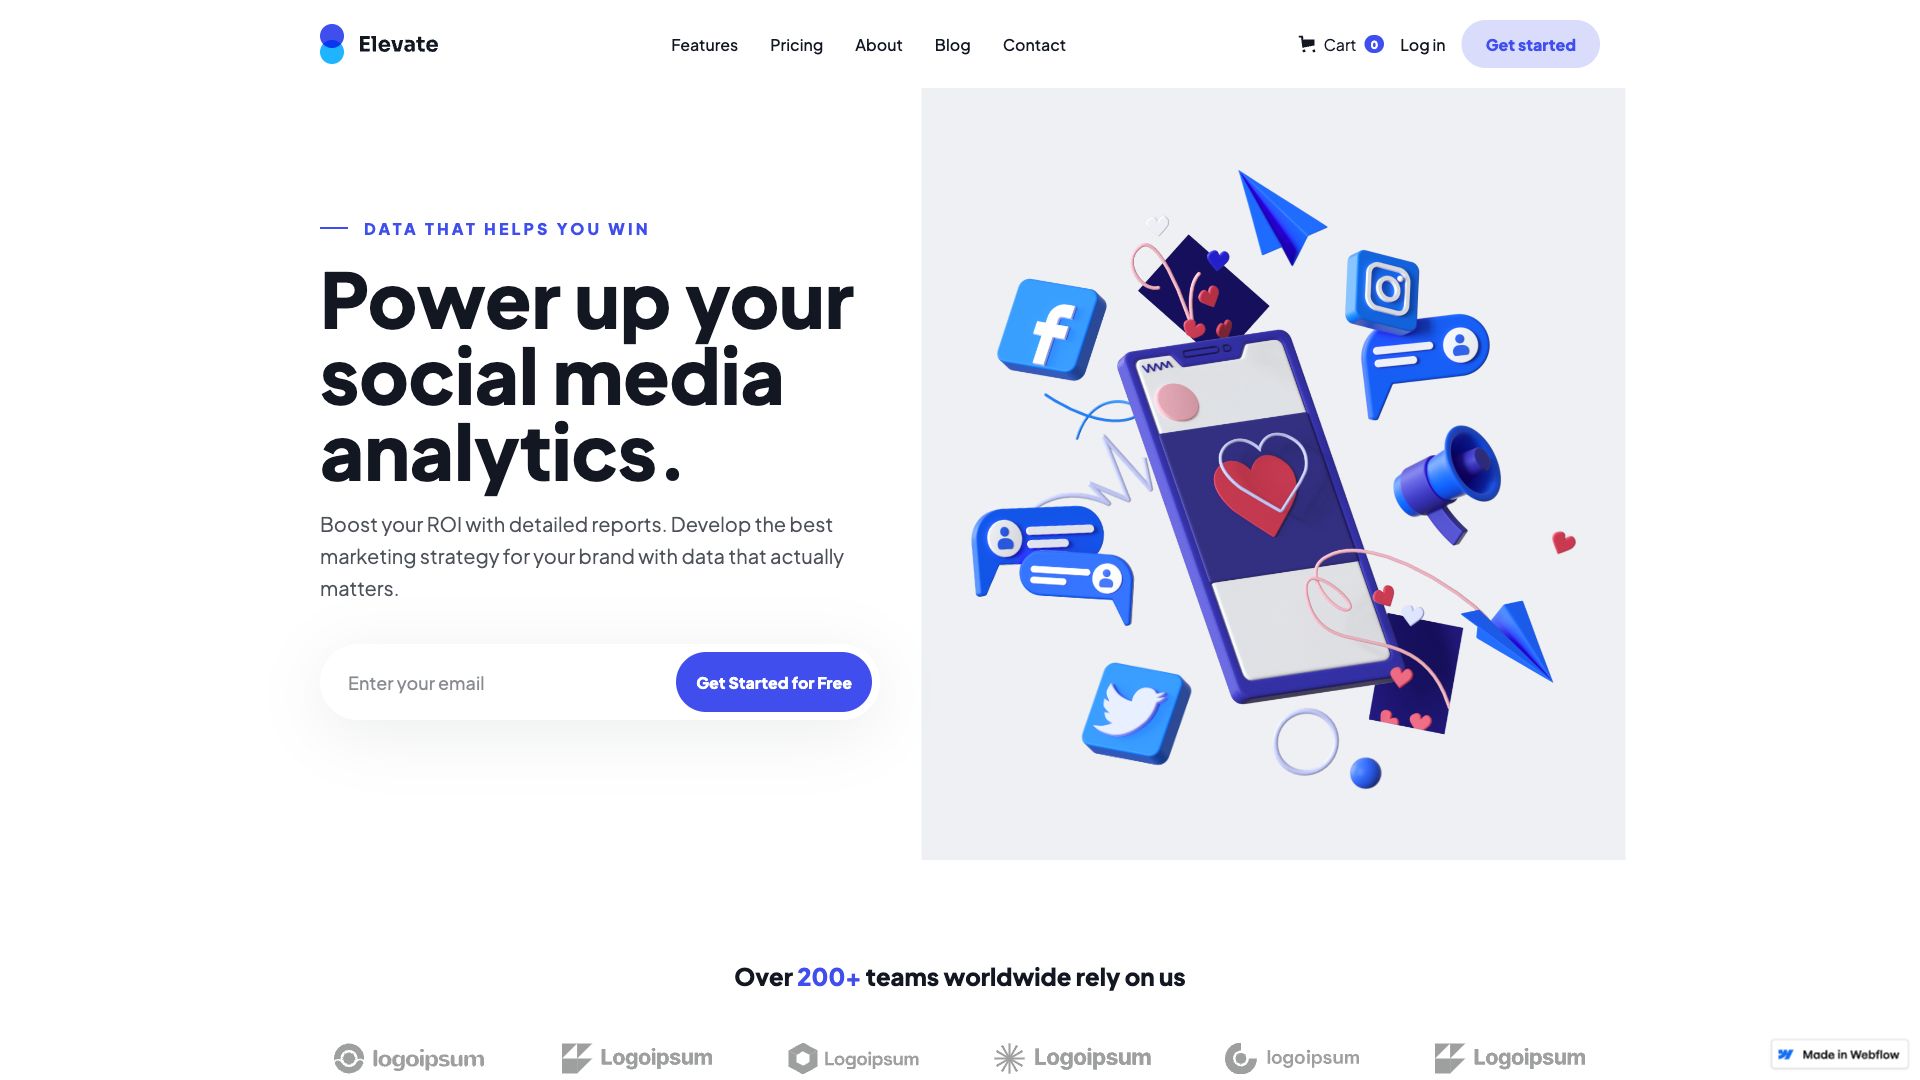 Elevate
Features Pricing About Blog Contact
Cart 0 Log in Get started
DATA THAT HELPS YOU WIN
Power up your
social media
analytics.
Boost your ROI with detailed reports. Develop the best
marketing strategy for your brand with data that actually
matters.
Enter your email
Get Started for Free
Over 200+ teams worldwide rely on us
logoipsum Logoipsum Logoipsum Logoipsum logoipsum Logoipsum
Made in Webflow